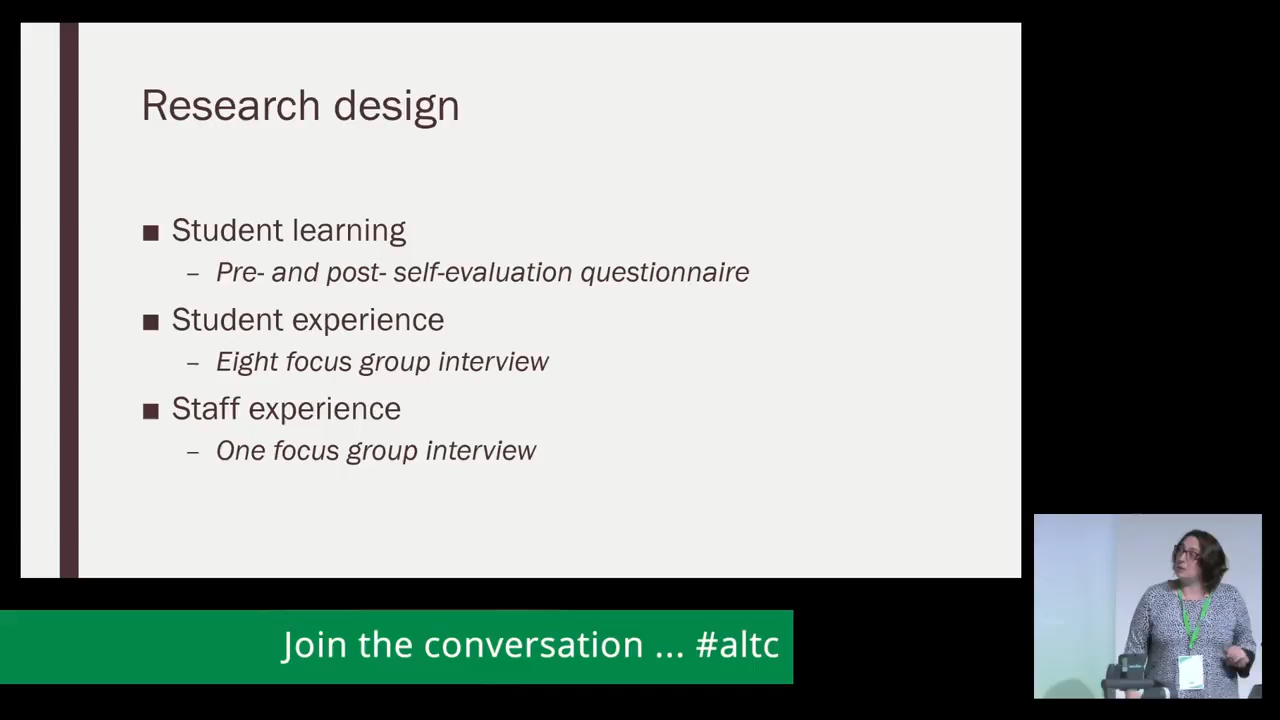 Research design
■ Student learning
– Pre- and post- self-evaluation questionnaire
■ Student experience
– Eight focus group interview
■ Staff experience
– One focus group interview
Join the conversation ... #altc